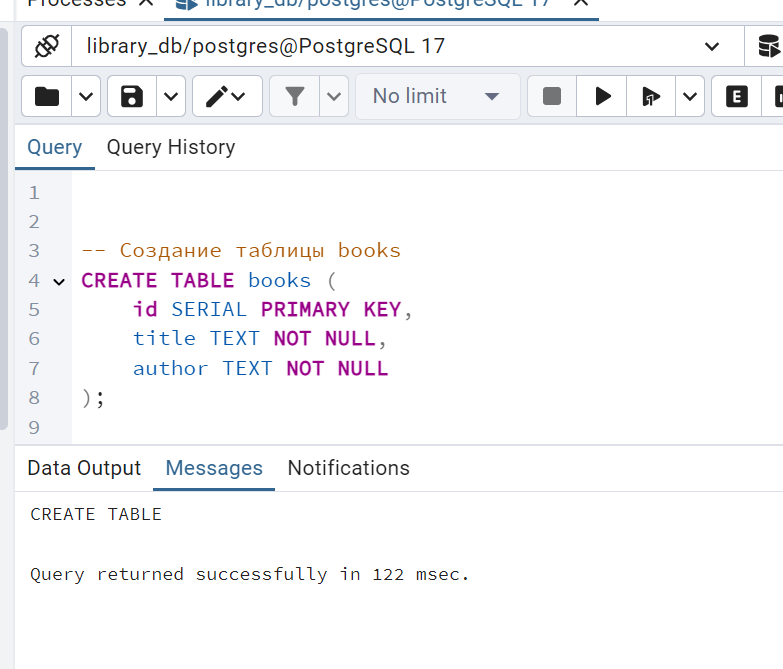 Processes
library_db/postgres@PostgreSQL 17
library_db/postgres@PostgreSQL 17
No limit
E
Query Query History
1
2
3 -- Создание таблицы books
4 CREATE TABLE books (
5 id SERIAL PRIMARY KEY,
6 title TEXT NOT NULL,
7 author TEXT NOT NULL
8 );
9
Data Output Messages Notifications
CREATE TABLE
Query returned successfully in 122 msec.